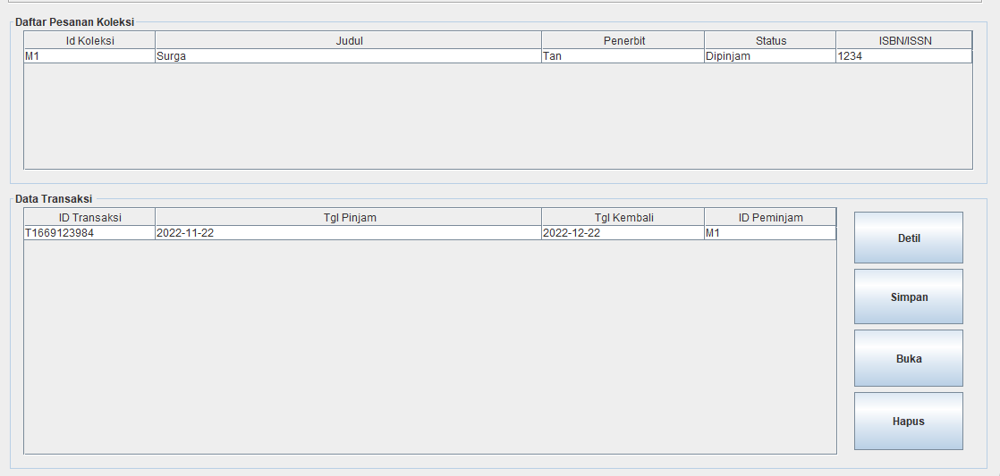 Daftar Pesanan Koleksi
Id Koleksi Judul Penerbit Status ISBN/ISSN
M1 Surga Tan Dipinjam 1234
Data Transaksi
ID Transaksi Tgl Pinjam Tgl Kembali ID Peminjam
T1669123984 2022-11-22 2022-12-22 M1
Detil
Simpan
Buka
Hapus